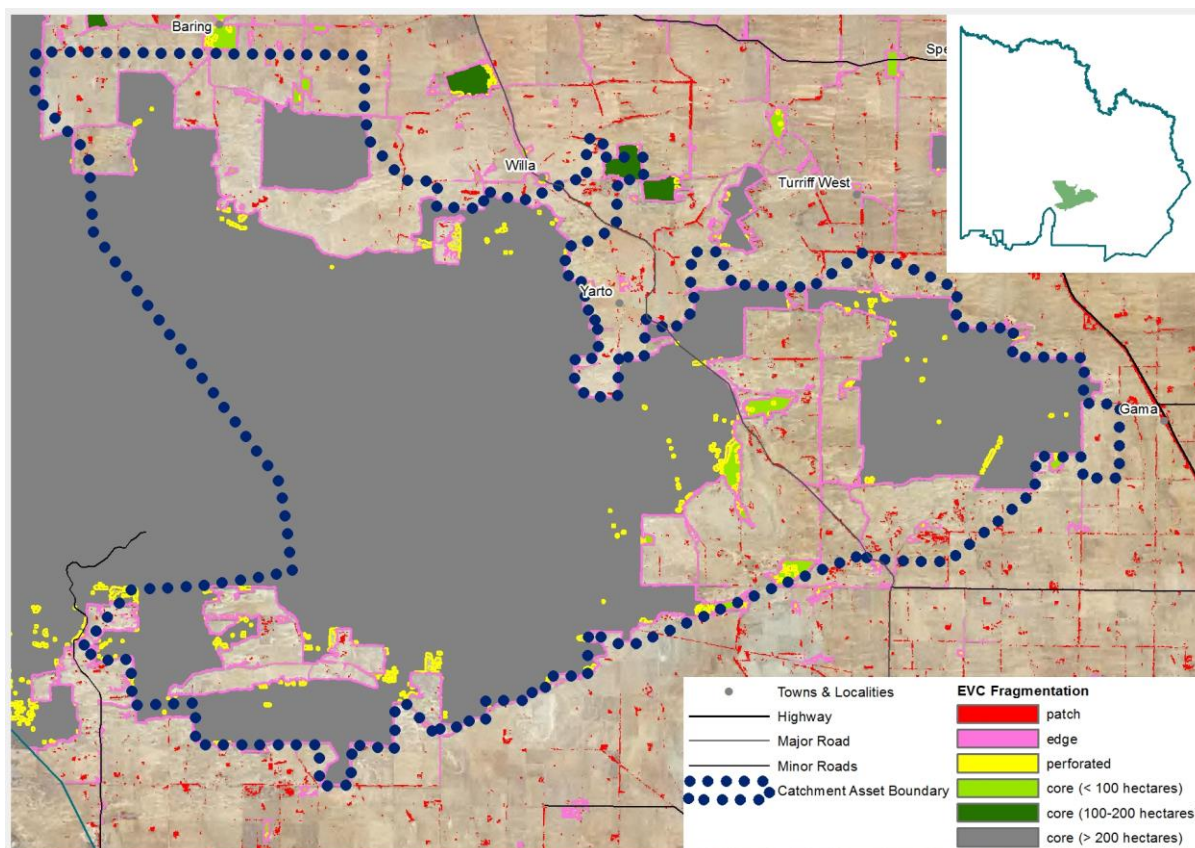 Baring
Spe
Willa
Turriff West
Yarto
Gama
Towns & Localities
Highway
Major Road
Minor Roads
Catchment Asset Boundary
EVC Fragmentation
patch
edge
perforated
core (< 100 hectares)
core (100-200 hectares
core (> 200 hectares)